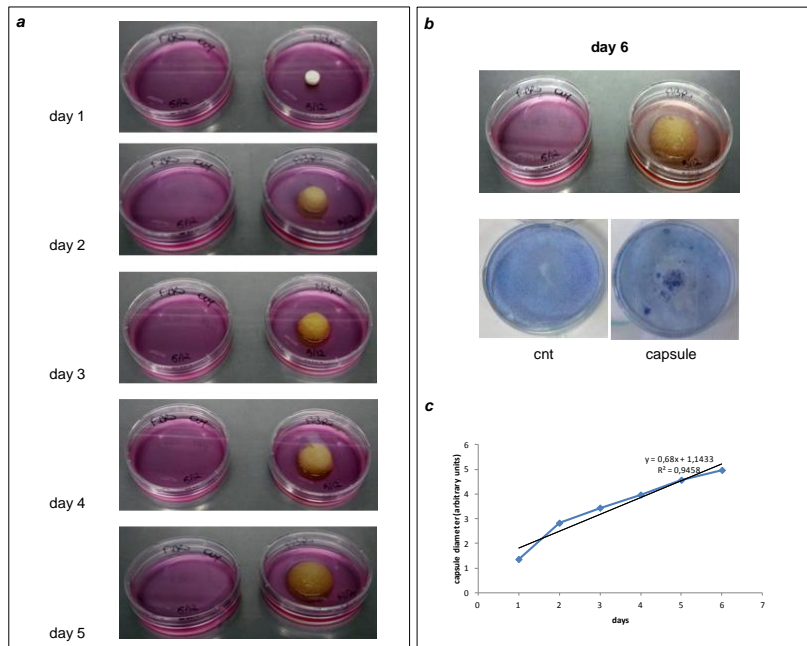 a
day 1
day 2
day 3
day 4
day 5
b
day 6
cnt
capsule
c
y = 0,68x + 1,1433
R² = 0,9458
capsule diameter (arbitrary units)
6
5
4
3
2
1
0
0 1 2 3 4 5 6 7
days